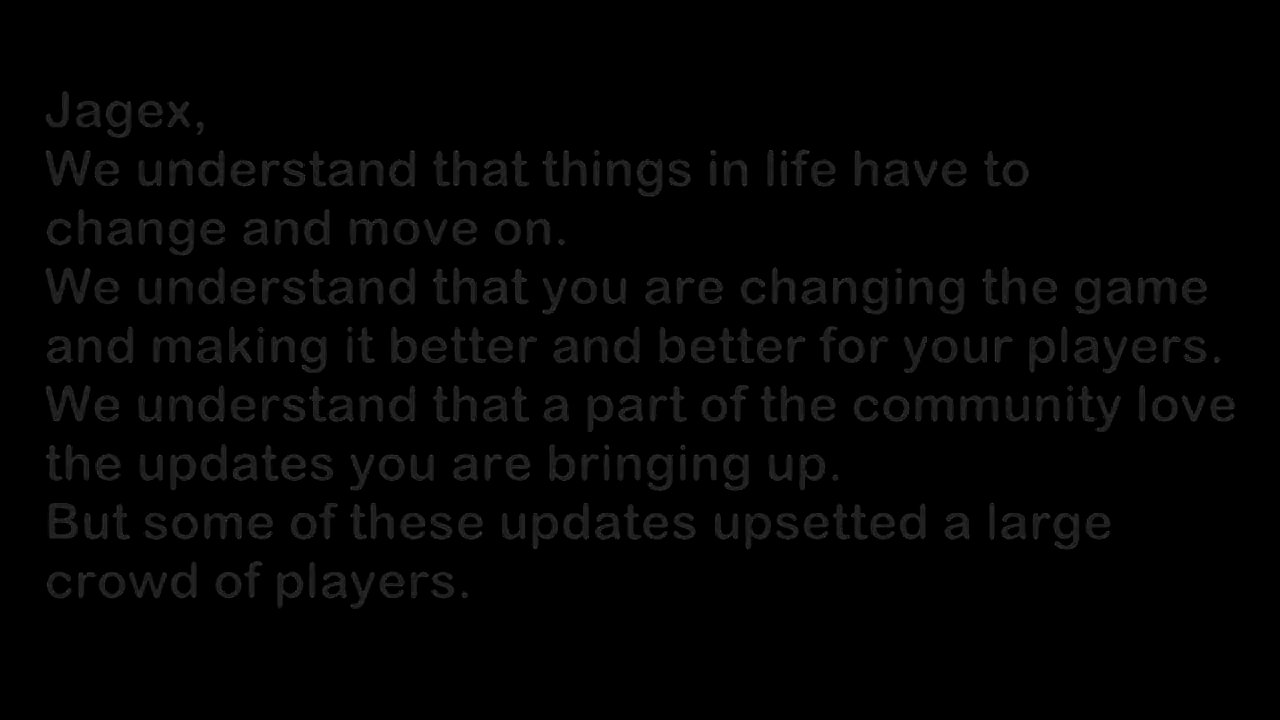 Jagex,
We understand that things in life have to
change and move on.
We understand that you are changing the game
and making it better and better for your players.
We understand that a part of the community love
the updates you are bringing up.
But some of these updates upsetted a large
crowd of players.